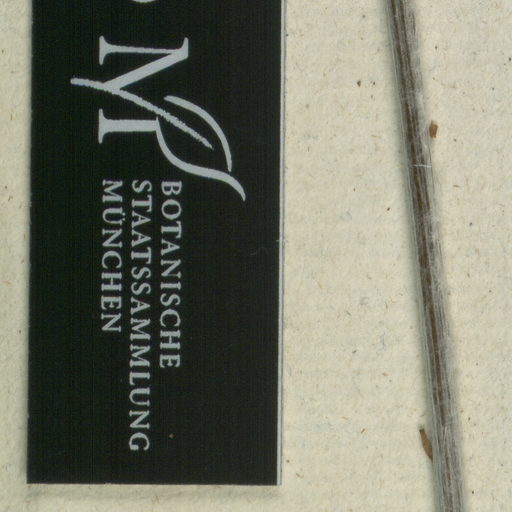 M
BOTANISCHE
STAATSSAMMLUNG
MÜNCHEN